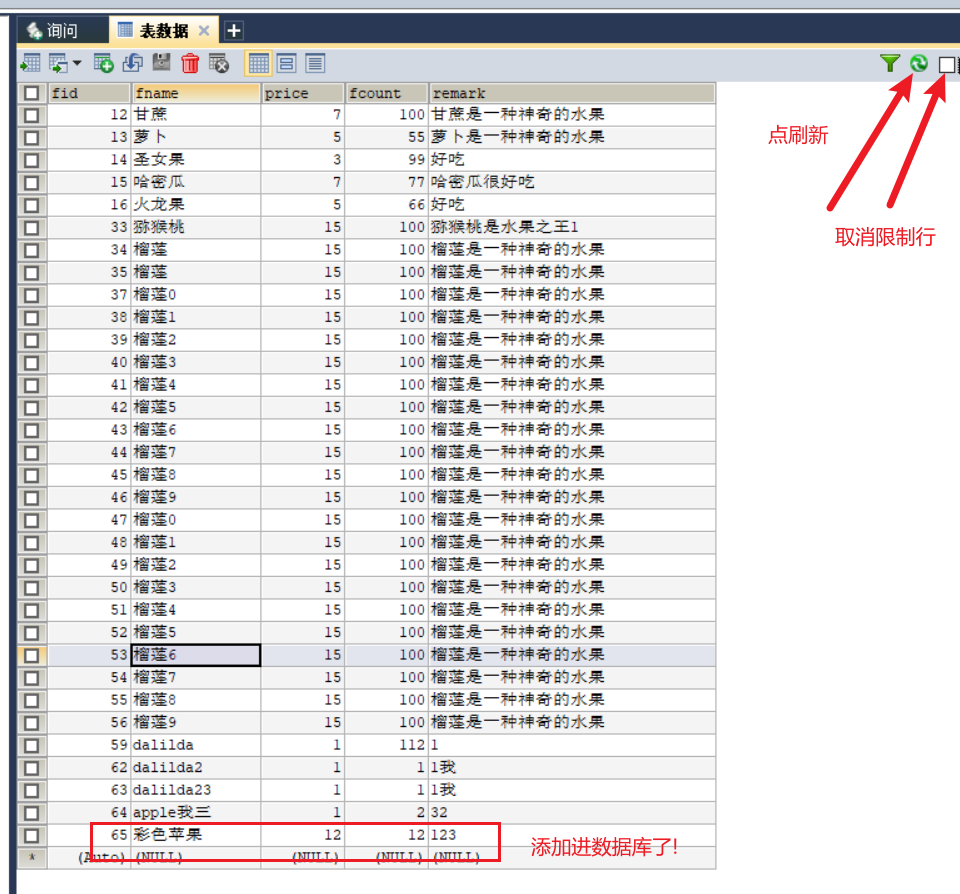 询问 表数据
fid fname price fcount remark
12 甘蔗 7 100 甘蔗是一种神奇的水果
13 萝卜 5 55 萝卜是一种神奇的水果
14 圣女果 3 99 好吃
15 哈密瓜 7 77 哈密瓜很好吃
16 火龙果 5 66 好吃
33 猕猴桃 15 100 猕猴桃是水果之王1
34 榴莲 15 100 榴莲是一种神奇的水果
35 榴莲 15 100 榴莲是一种神奇的水果
37 榴莲0 15 100 榴莲是一种神奇的水果
38 榴莲1 15 100 榴莲是一种神奇的水果
39 榴莲2 15 100 榴莲是一种神奇的水果
40 榴莲3 15 100 榴莲是一种神奇的水果
41 榴莲4 15 100 榴莲是一种神奇的水果
42 榴莲5 15 100 榴莲是一种神奇的水果
43 榴莲6 15 100 榴莲是一种神奇的水果
44 榴莲7 15 100 榴莲是一种神奇的水果
45 榴莲8 15 100 榴莲是一种神奇的水果
46 榴莲9 15 100 榴莲是一种神奇的水果
47 榴莲0 15 100 榴莲是一种神奇的水果
48 榴莲1 15 100 榴莲是一种神奇的水果
49 榴莲2 15 100 榴莲是一种神奇的水果
50 榴莲3 15 100 榴莲是一种神奇的水果
51 榴莲4 15 100 榴莲是一种神奇的水果
52 榴莲5 15 100 榴莲是一种神奇的水果
53 榴莲6 15 100 榴莲是一种神奇的水果
54 榴莲7 15 100 榴莲是一种神奇的水果
55 榴莲8 15 100 榴莲是一种神奇的水果
56 榴莲9 15 100 榴莲是一种神奇的水果
59 dalilda 1 112 1
62 dalilda2 1 1 1我
63 dalilda23 1 1 1我
64 apple我三 1 2 32
65 彩色苹果 12 12 123
* (Auto) (NULL) (NULL) (NULL) (NULL)
点刷新
取消限制行
添加进数据库了!